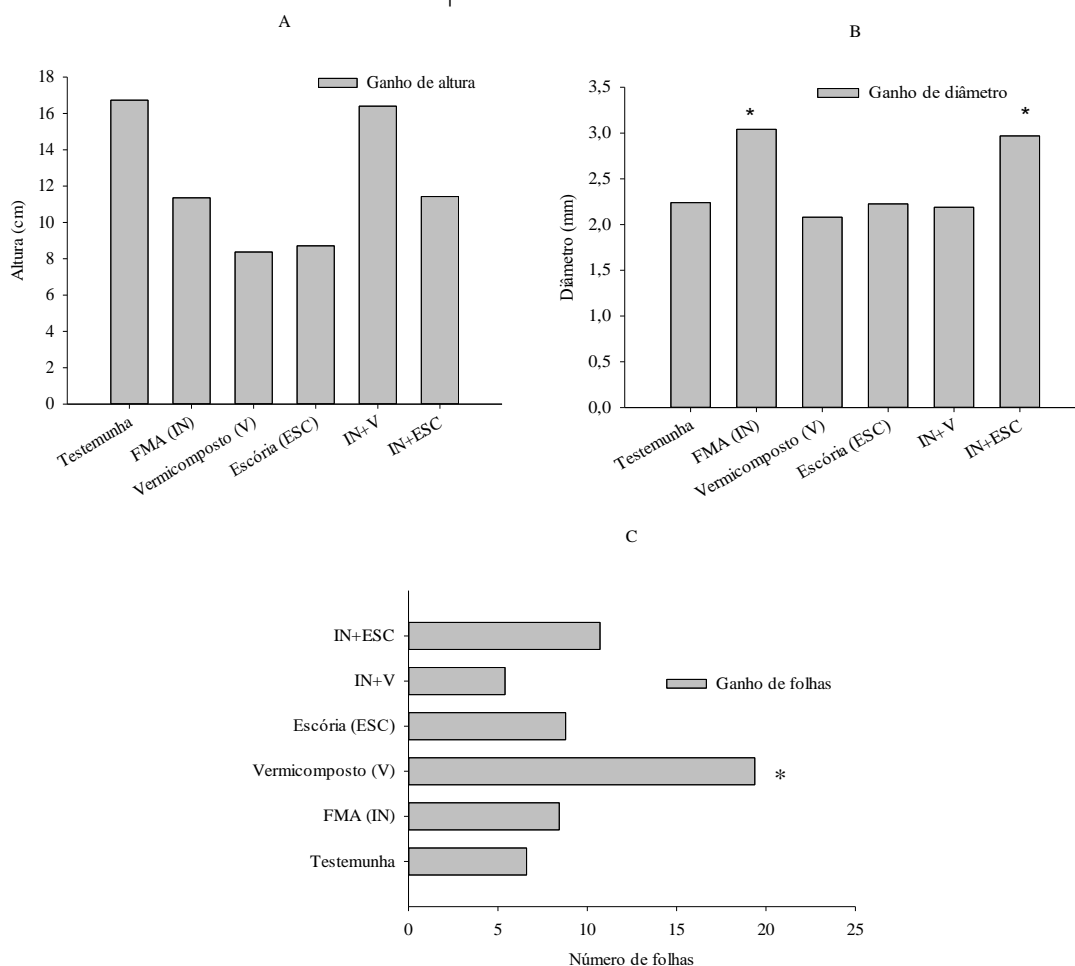 A
Ganho de altura
Altura (cm)
18
16
14
12
10
8
6
4
2
0
Testemunha
FMA (IN)
Vermicomposto (V)
Escória (ESC)
IN+V
IN+ESC
B
Ganho de diâmetro
Diâmetro (mm)
3,5
3,0
2,5
2,0
1,5
1,0
0,5
0,0
*
*
Testemunha
FMA (IN)
Vermicomposto (V)
Escória (ESC)
IN+V
IN+ESC
C
IN+ESC
IN+V
Escória (ESC)
Vermicomposto (V)
FMA (IN)
Testemunha
Ganho de folhas
*
0 5 10 15 20 25
Número de folhas